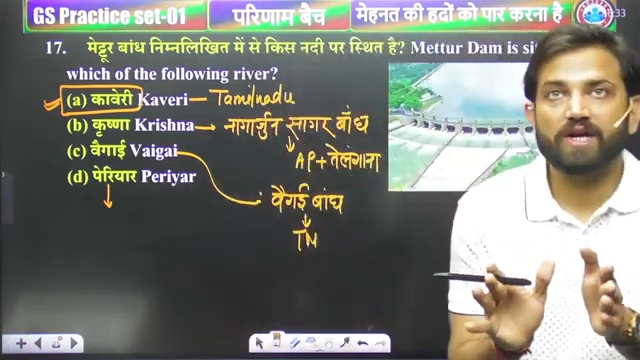 GS Practice set-01 परिणाम बैच मेहनत की हदों को पार करना है
17. मेट्टूर बांध निम्नलिखित में से किस नदी पर स्थित है? Mettur Dam is si
which of the following river?
(a) कावेरी Kaveri — Tamilnadu
(b) कृष्णा Krishna → नागार्जुन सागर बाँध
↓
AP + तेलंगाना
(c) वैगाई Vaigai
वैगई बांध
↓
TN
(d) पेरियार Periyar
↓